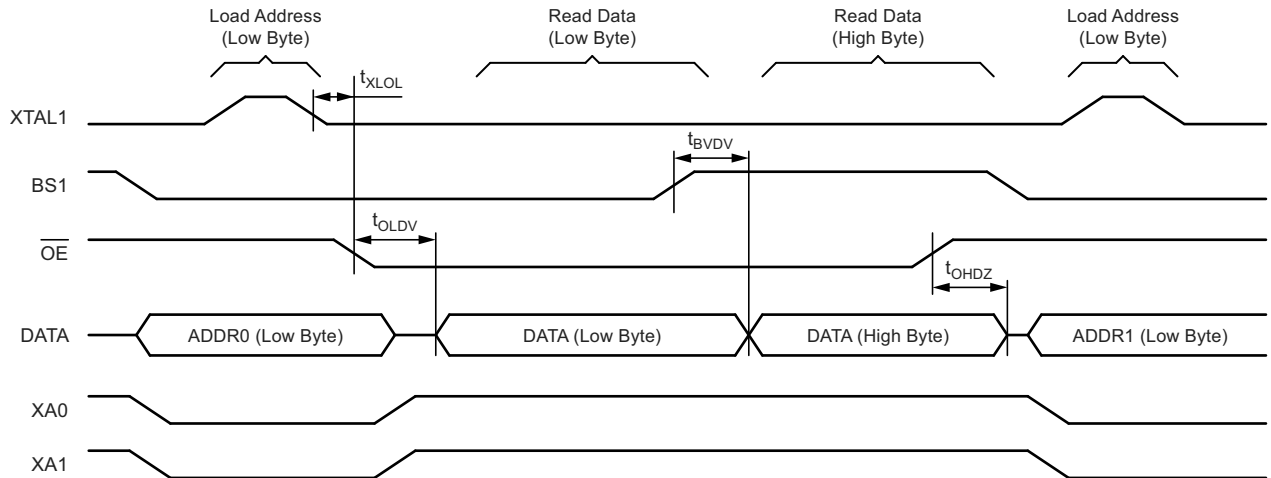 Load Address
(Low Byte)
Read Data
(Low Byte)
Read Data
(High Byte)
Load Address
(Low Byte)
tXLOL
XTAL1
tBVDV
BS1
tOLDV
OE
tOHDZ
DATA
ADDR0 (Low Byte)
DATA (Low Byte)
DATA (High Byte)
ADDR1 (Low Byte)
XA0
XA1